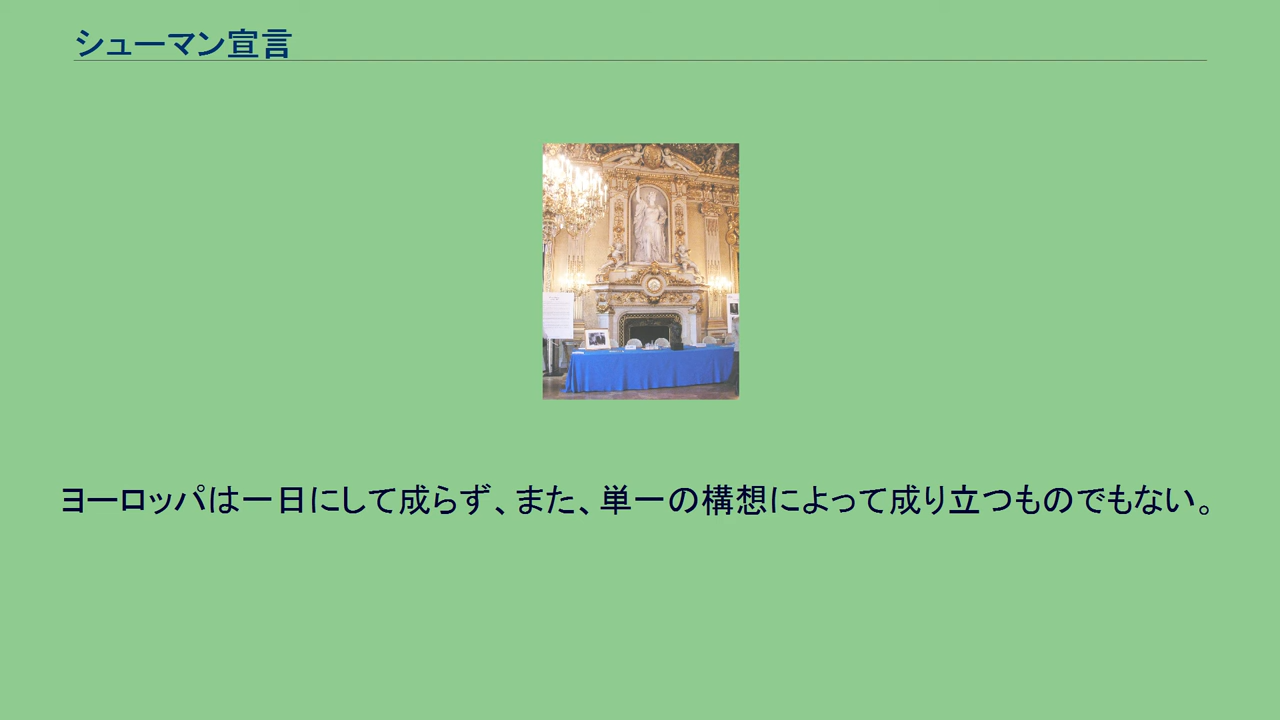 シューマン宣言
ヨーロッパは一日にして成らず、また、単一の構想によって成り立つものでもない。